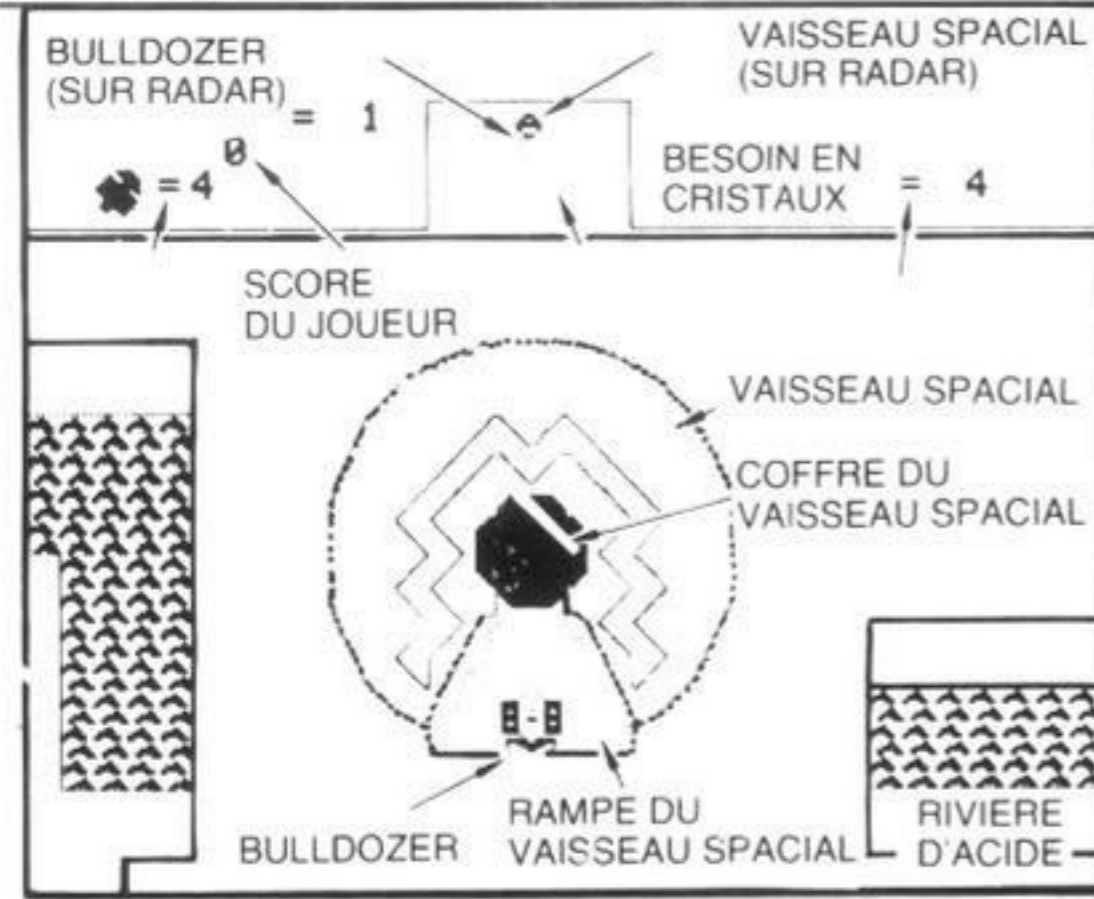 BULLDOZER
(SUR RADAR)
= 1
VAISSEAU SPACIAL
(SUR RADAR)
0
= 4
BESOIN EN
CRISTAUX
= 4
SCORE
DU JOUEUR
VAISSEAU SPACIAL
COFFRE DU
VAISSEAU SPACIAL
BULLDOZER
RAMPE DU
VAISSEAU SPACIAL
RIVIERE
D'ACIDE